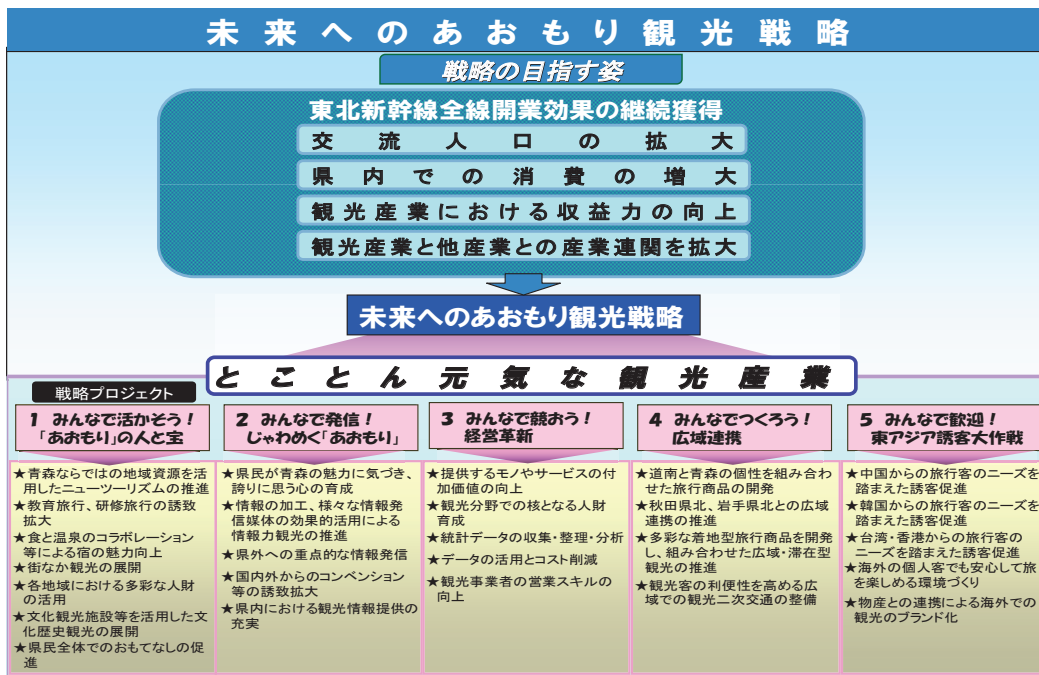 未来へのあおもり観光戦略
戦略の目指す姿
東北新幹線全線開業効果の継続獲得
交流人口の拡大
県内での消費の増大
観光産業における収益力の向上
観光産業と他産業との産業連関を拡大
未来へのあおもり観光戦略
とことん元気な観光産業
戦略プロジェクト
1 みんなで活かそう!
「あおもり」の人と宝
★青森ならではの地域資源を活
用したニューツーリズムの推進
★教育旅行、研修旅行の誘致
拡大
★食と温泉のコラボレーション
等による宿の魅力向上
★街なか観光の展開
★各地域における多彩な人財
の活用
★文化観光施設等を活用した文
化歴史観光の展開
★県民全体でのおもてなしの促
進
2 みんなで発信!
じゃわめく「あおもり」
★県民が青森の魅力に気づき、
誇りに思う心の育成
★情報の加工、様々な情報発
信媒体の効果的活用による
情報力観光の推進
★県外への重点的な情報発信
★国内外からのコンベンション
等の誘致拡大
★県内における観光情報提供の
充実
3 みんなで競おう!
経営革新
★提供するモノやサービスの付
加価値の向上
★観光分野での核となる人財
育成
★統計データの収集・整理・分析
★データの活用とコスト削減
★観光事業者の営業スキルの
向上
4 みんなでつくろう!
広域連携
★道南と青森の個性を組み合わ
せた旅行商品の開発
★秋田県北、岩手県北との広域
連携の推進
★多彩な着地型旅行商品を開発
し、組み合わせた広域・滞在型
観光の推進
★観光客の利便性を高める広
域での観光二次交通の整備
5 みんなで歓迎!
東アジア誘客大作戦
★中国からの旅行客のニーズを
踏まえた誘客促進
★韓国からの旅行客のニーズを
踏まえた誘客促進
★台湾・香港からの旅行客の
ニーズを踏まえた誘客促進
★海外の個人客でも安心して旅
を楽しめる環境づくり
★物産との連携による海外での
観光のブランド化